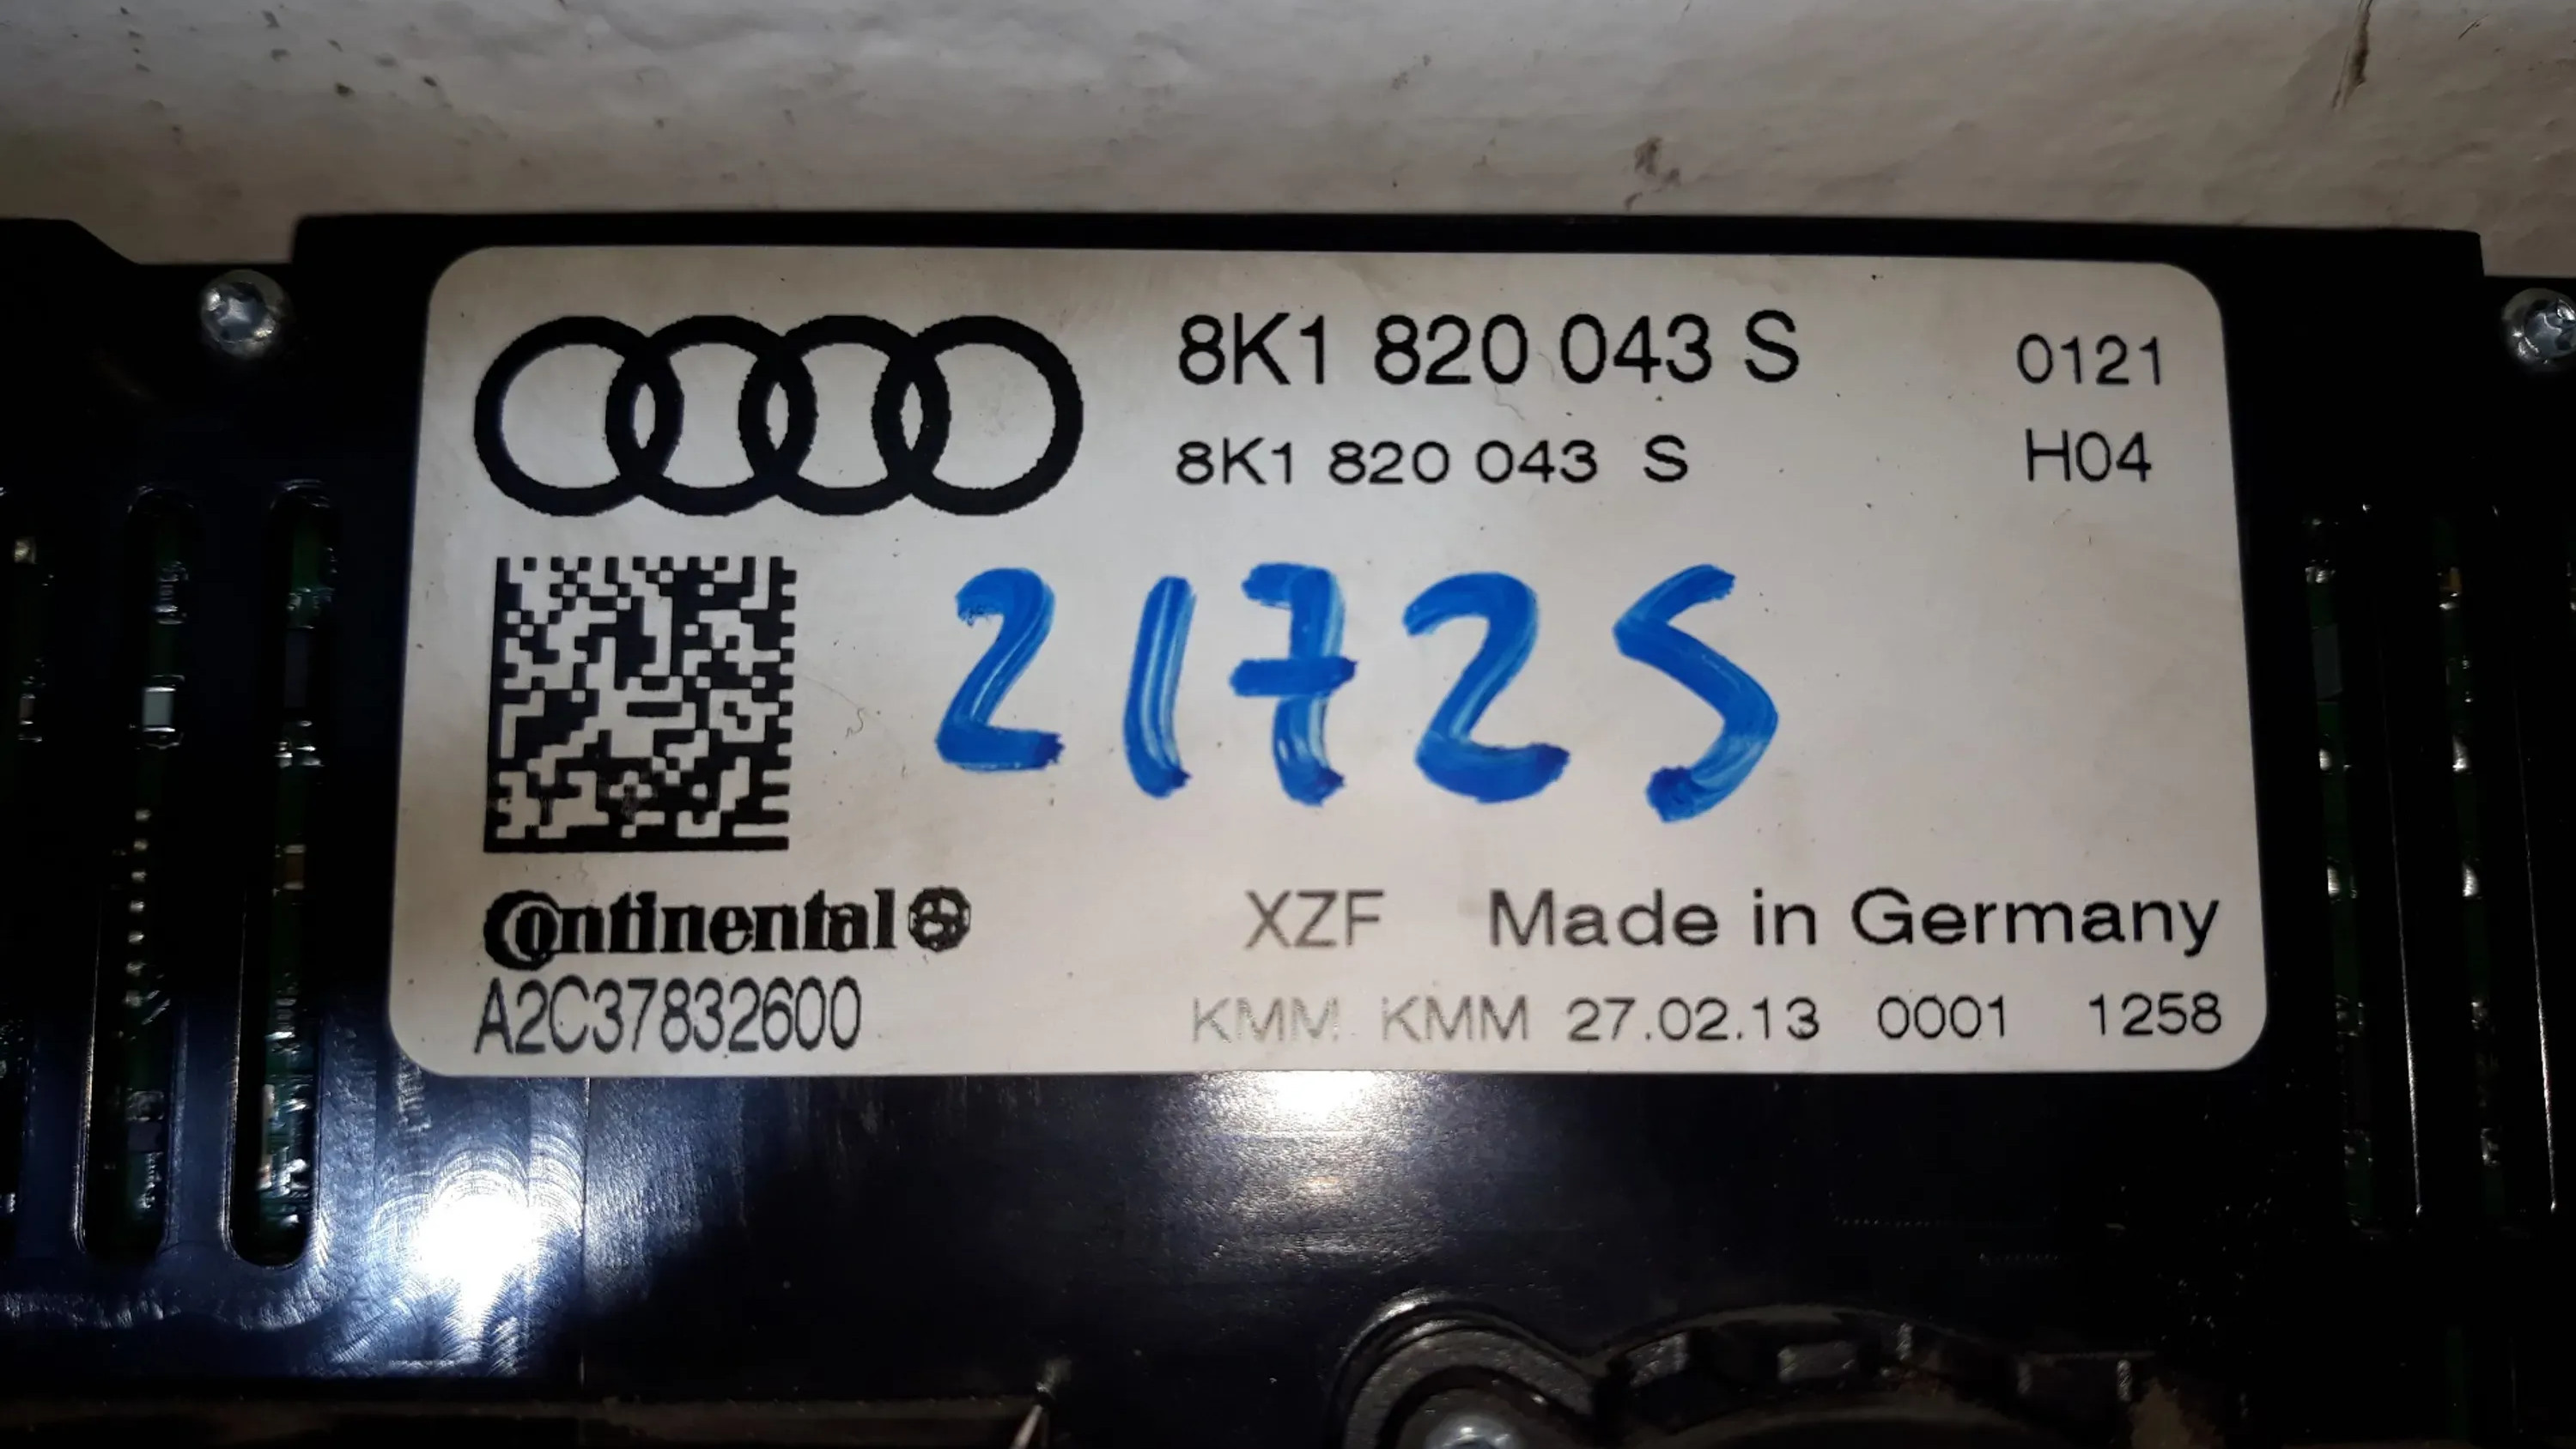 8K1 820 043 S 0121
8K1 820 043 S H04
21725
Continental XZF Made in Germany
A2C37832600 KMM KMM 27.02.13 0001 1258